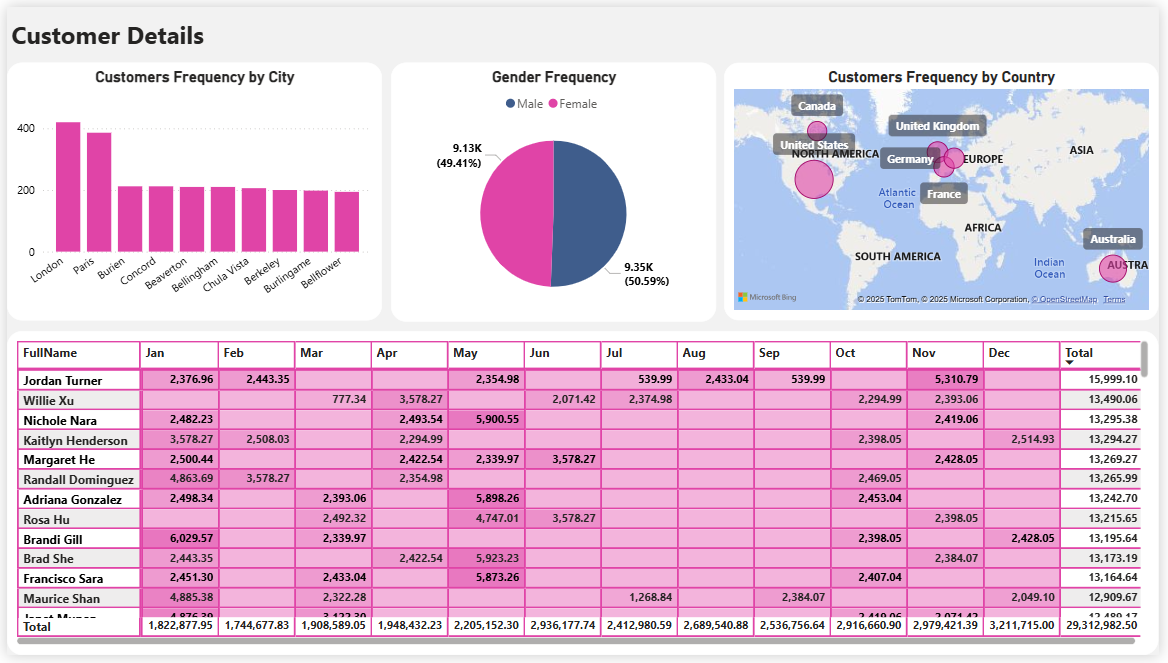 Customer Details
Customers Frequency by City
400
200
0
London
Paris
Burien
Concord
Beaverton
Bellingham
Chula Vista
Berkeley
Burlingame
Bellflower
Gender Frequency
Male Female
9.13K
(49.41%)
9.35K
(50.59%)
Customers Frequency by Country
Canada
United Kingdom
United States
NORTH AMERICA
Germany
EUROPE
ASIA
Atlantic
Ocean
France
AFRICA
Australia
SOUTH AMERICA
Indian
Ocean
AUSTRA
Microsoft Bing
© 2025 TomTom, © 2025 Microsoft Corporation, © OpenStreetMap Terms
FullName Jan Feb Mar Apr May Jun Jul Aug Sep Oct Nov Dec Total
Jordan Turner 2,376.96 2,443.35 2,354.98 539.99 2,433.04 539.99 5,310.79 15,999.10
Willie Xu 777.34 3,578.27 2,071.42 2,374.98 2,294.99 2,393.06 13,490.06
Nichole Nara 2,482.23 2,493.54 5,900.55 2,419.06 13,295.38
Kaitlyn Henderson 3,578.27 2,508.03 2,294.99 2,398.05 2,514.93 13,294.27
Margaret He 2,500.44 2,422.54 2,339.97 3,578.27 2,428.05 13,269.27
Randall Dominguez 4,863.69 3,578.27 2,354.98 2,469.05 13,265.99
Adriana Gonzalez 2,498.34 2,393.06 5,898.26 2,453.04 13,242.70
Rosa Hu 2,492.32 4,747.01 3,578.27 2,398.05 13,215.65
Brandi Gill 6,029.57 2,339.97 2,398.05 2,428.05 13,195.64
Brad She 2,443.35 2,422.54 5,923.23 2,384.07 13,173.19
Francisco Sara 2,451.30 2,433.04 5,873.26 2,407.04 13,164.64
Maurice Shan 4,885.38 2,322.28 1,268.84 2,384.07 2,049.10 12,909.67
Total 1,822,877.95 1,744,677.83 1,908,589.05 1,948,432.23 2,205,152.30 2,936,177.74 2,412,980.59 2,689,540.88 2,536,756.64 2,916,660.90 2,979,421.39 3,211,715.00 29,312,982.50